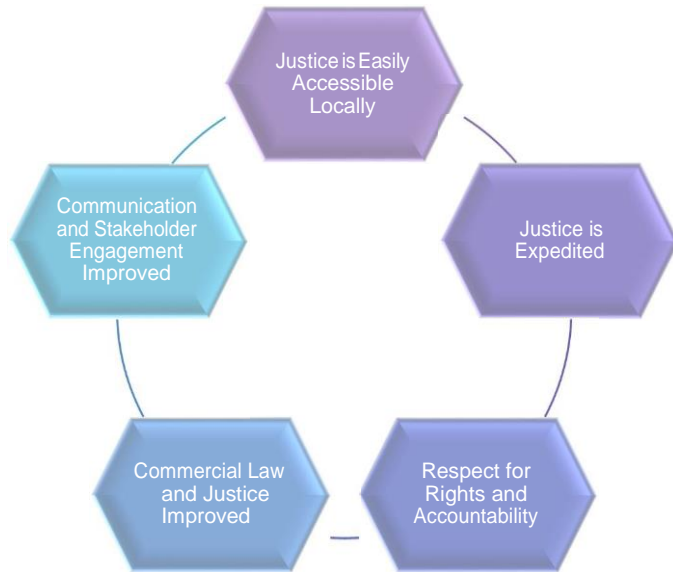 Justice is Easily
Accessible
Locally
Justice is
Expedited
Respect for
Rights and
Accountability
Commercial Law
and Justice
Improved
Communication
and Stakeholder
Engagement
Improved